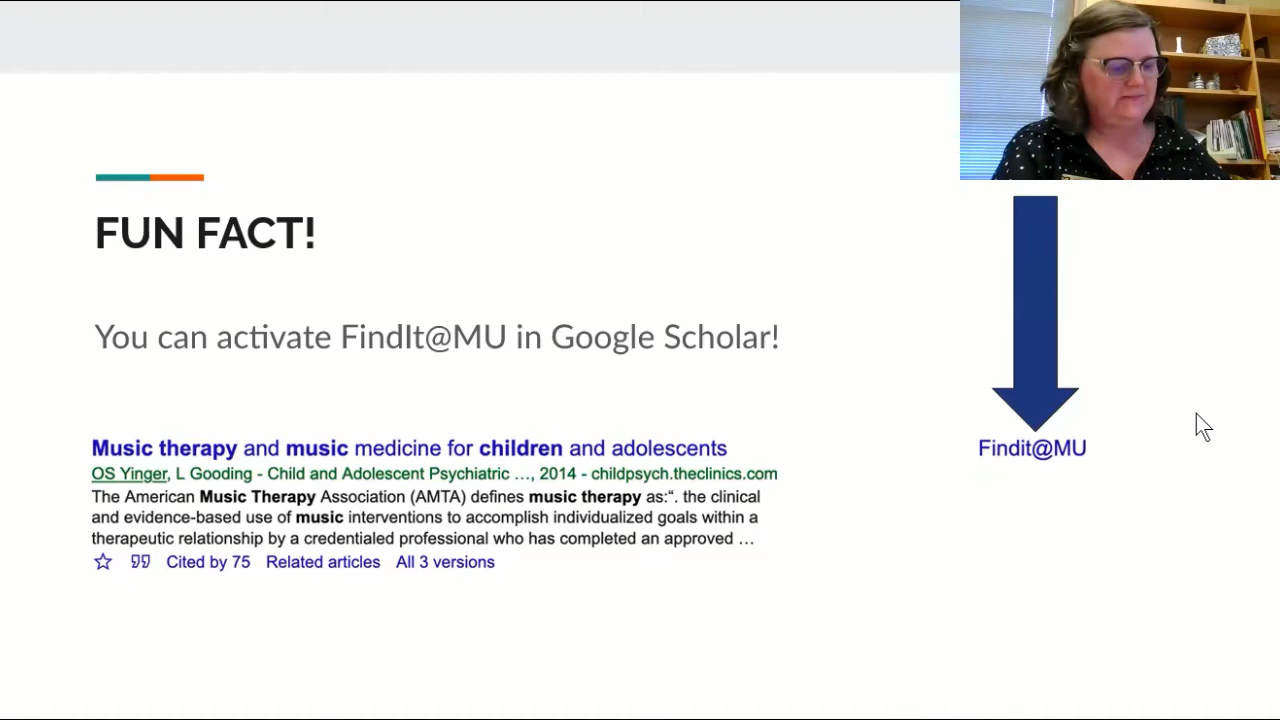 FUN FACT!
You can activate FindIt@MU in Google Scholar!
Music therapy and music medicine for children and adolescents
Findit@MU
OS Yinger, L Gooding - Child and Adolescent Psychiatric …, 2014 - childpsych.theclinics.com
The American Music Therapy Association (AMTA) defines music therapy as:“. the clinical
and evidence-based use of music interventions to accomplish individualized goals within a
therapeutic relationship by a credentialed professional who has completed an approved …
Cited by 75 Related articles All 3 versions